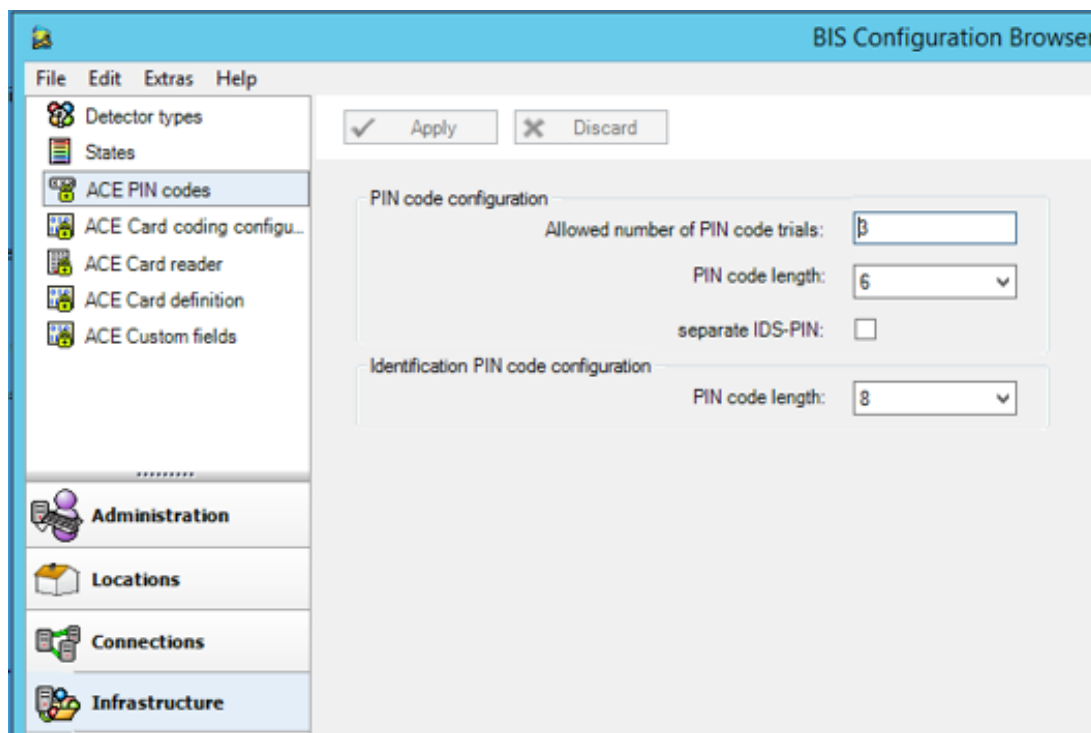 BIS Configuration Browser
File Edit Extras Help
Detector types
States
ACE PIN codes
ACE Card coding configu...
ACE Card reader
ACE Card definition
ACE Custom fields
Administration
Locations
Connections
Infrastructure
Apply Discard
PIN code configuration
Allowed number of PIN code trials: 3
PIN code length: 6
separate IDS-PIN:
Identification PIN code configuration
PIN code length: 8